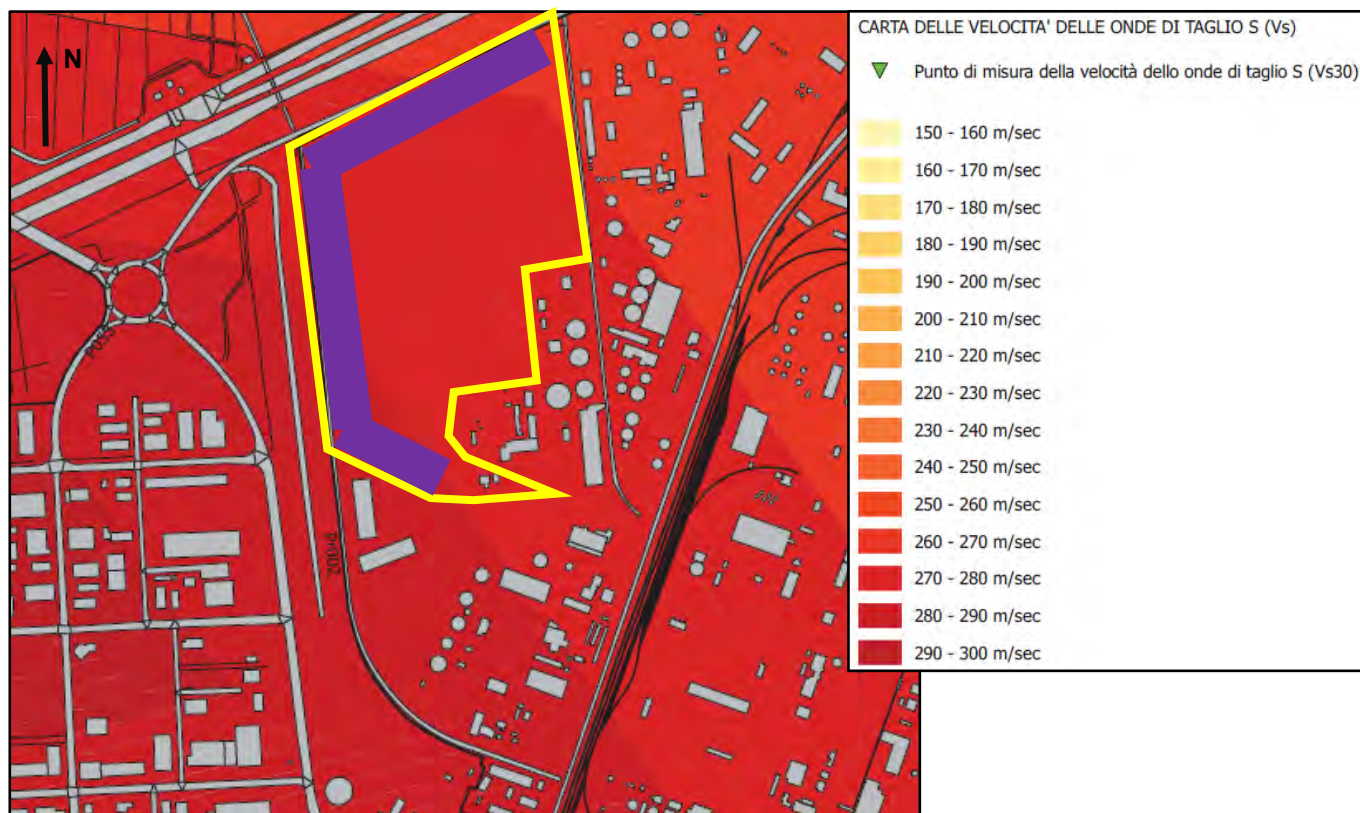 CARTA DELLE VELOCITA' DELLE ONDE DI TAGLIO S (Vs)
Punto di misura della velocità dello onde di taglio S (Vs30)
150 - 160 m/sec
160 - 170 m/sec
170 - 180 m/sec
180 - 190 m/sec
190 - 200 m/sec
200 - 210 m/sec
210 - 220 m/sec
220 - 230 m/sec
230 - 240 m/sec
240 - 250 m/sec
250 - 260 m/sec
260 - 270 m/sec
270 - 280 m/sec
280 - 290 m/sec
290 - 300 m/sec
N